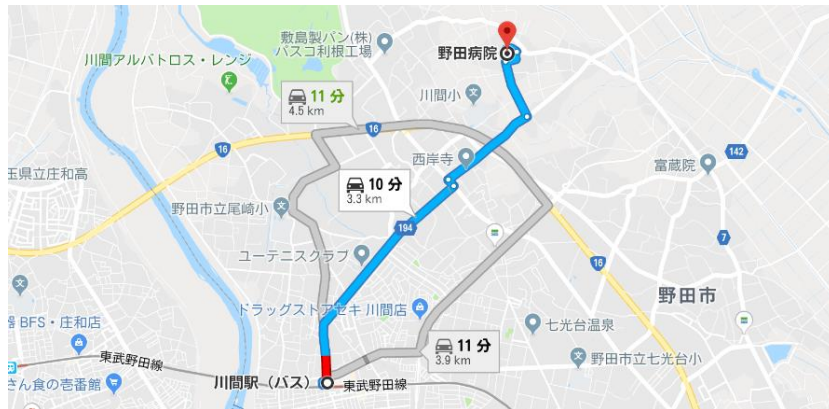 敷島製パン(株)
パスコ利根工場
野田病院
川間アルバトロス・レンジ
11 分
4.5 km
川間小
16
16
142
西岸寺
富蔵院
玉県立庄和高
10 分
3.3 km
野田市立尾崎小
194
7
ユーテニスクラブ
16
野田市
ドラッグストアセキ 川間店
器 BFS・庄和店
七光台温泉
11 分
3.9 km
野田市立七光台小
東武野田線
川間駅（バス）
東武野田線
さん食の壱番館